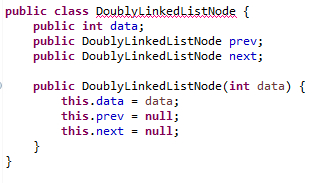 public class DoublyLinkedListNode {
    public int data;
    public DoublyLinkedListNode prev;
    public DoublyLinkedListNode next;

    public DoublyLinkedListNode(int data) {
        this.data = data;
        this.prev = null;
        this.next = null;
    }
}